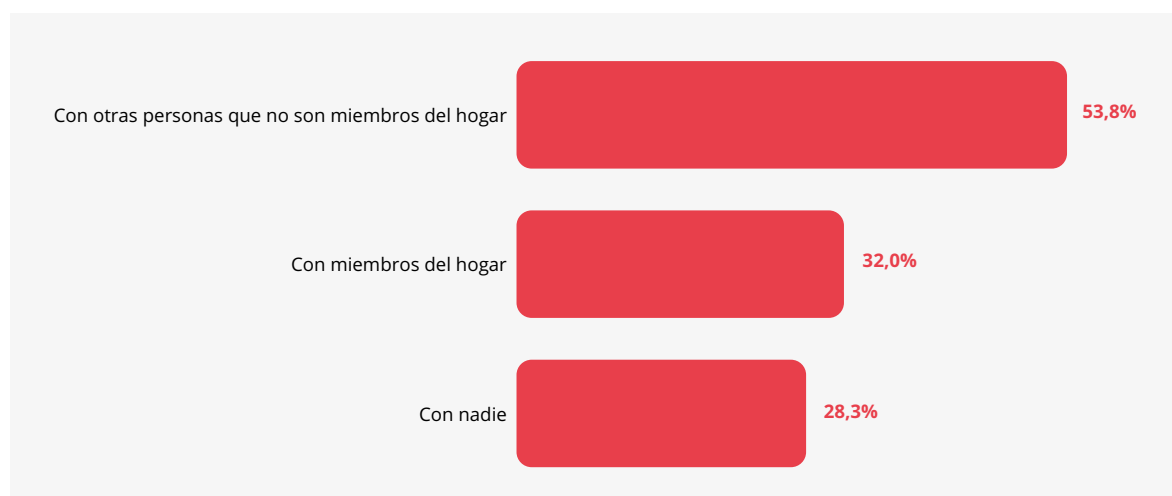 Con otras personas que no son miembros del hogar
53,8%
Con miembros del hogar
32,0%
Con nadie
28,3%